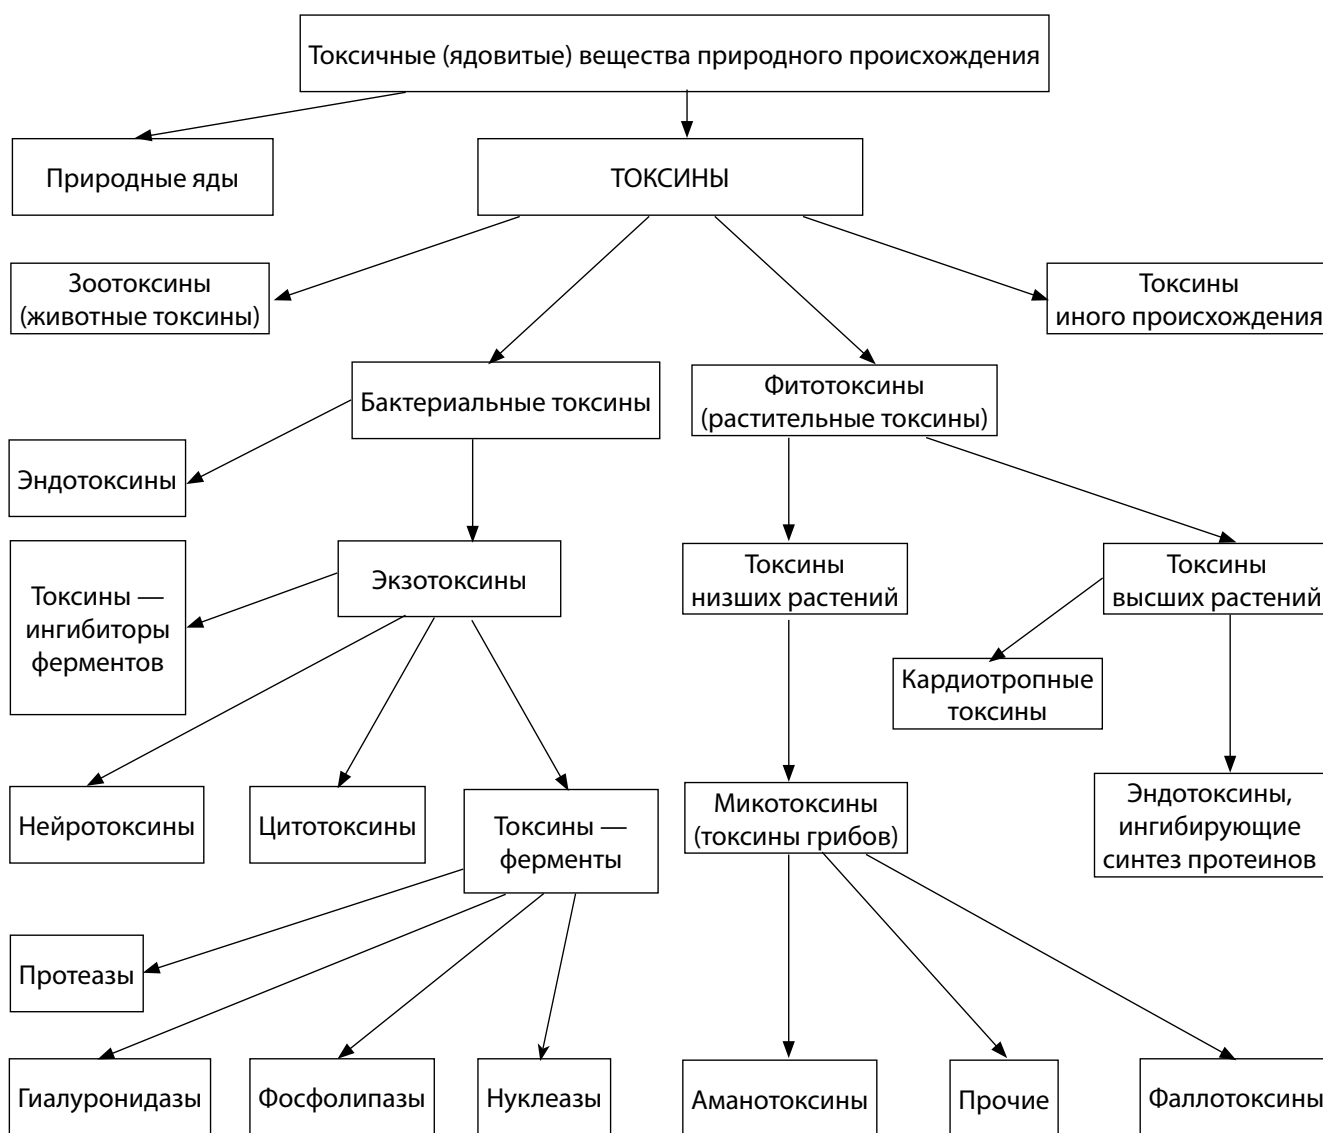 Токсичные (ядовитые) вещества природного происхождения
Природные яды
ТОКСИНЫ
Зоотоксины
(животные токсины)
Токсины
иного происхождения
Бактериальные токсины
Фитотоксины
(растительные токсины)
Эндотоксины
Экзотоксины
Токсины
низших растений
Токсины
высших растений
Токсины —
ингибиторы
ферментов
Кардиотропные
токсины
Нейротоксины
Цитотоксины
Токсины —
ферменты
Микотоксины
(токсины грибов)
Эндотоксины,
ингибирующие
синтез протеинов
Протеазы
Гиалуронидазы
Фосфолипазы
Нуклеазы
Аманотоксины
Прочие
Фаллотоксины